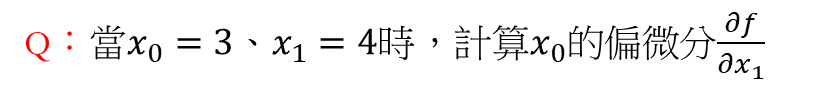 Q：當𝑥₀ = 3、𝑥₁ = 4時，計算𝑥₀的偏微分∂𝑓/∂𝑥₁